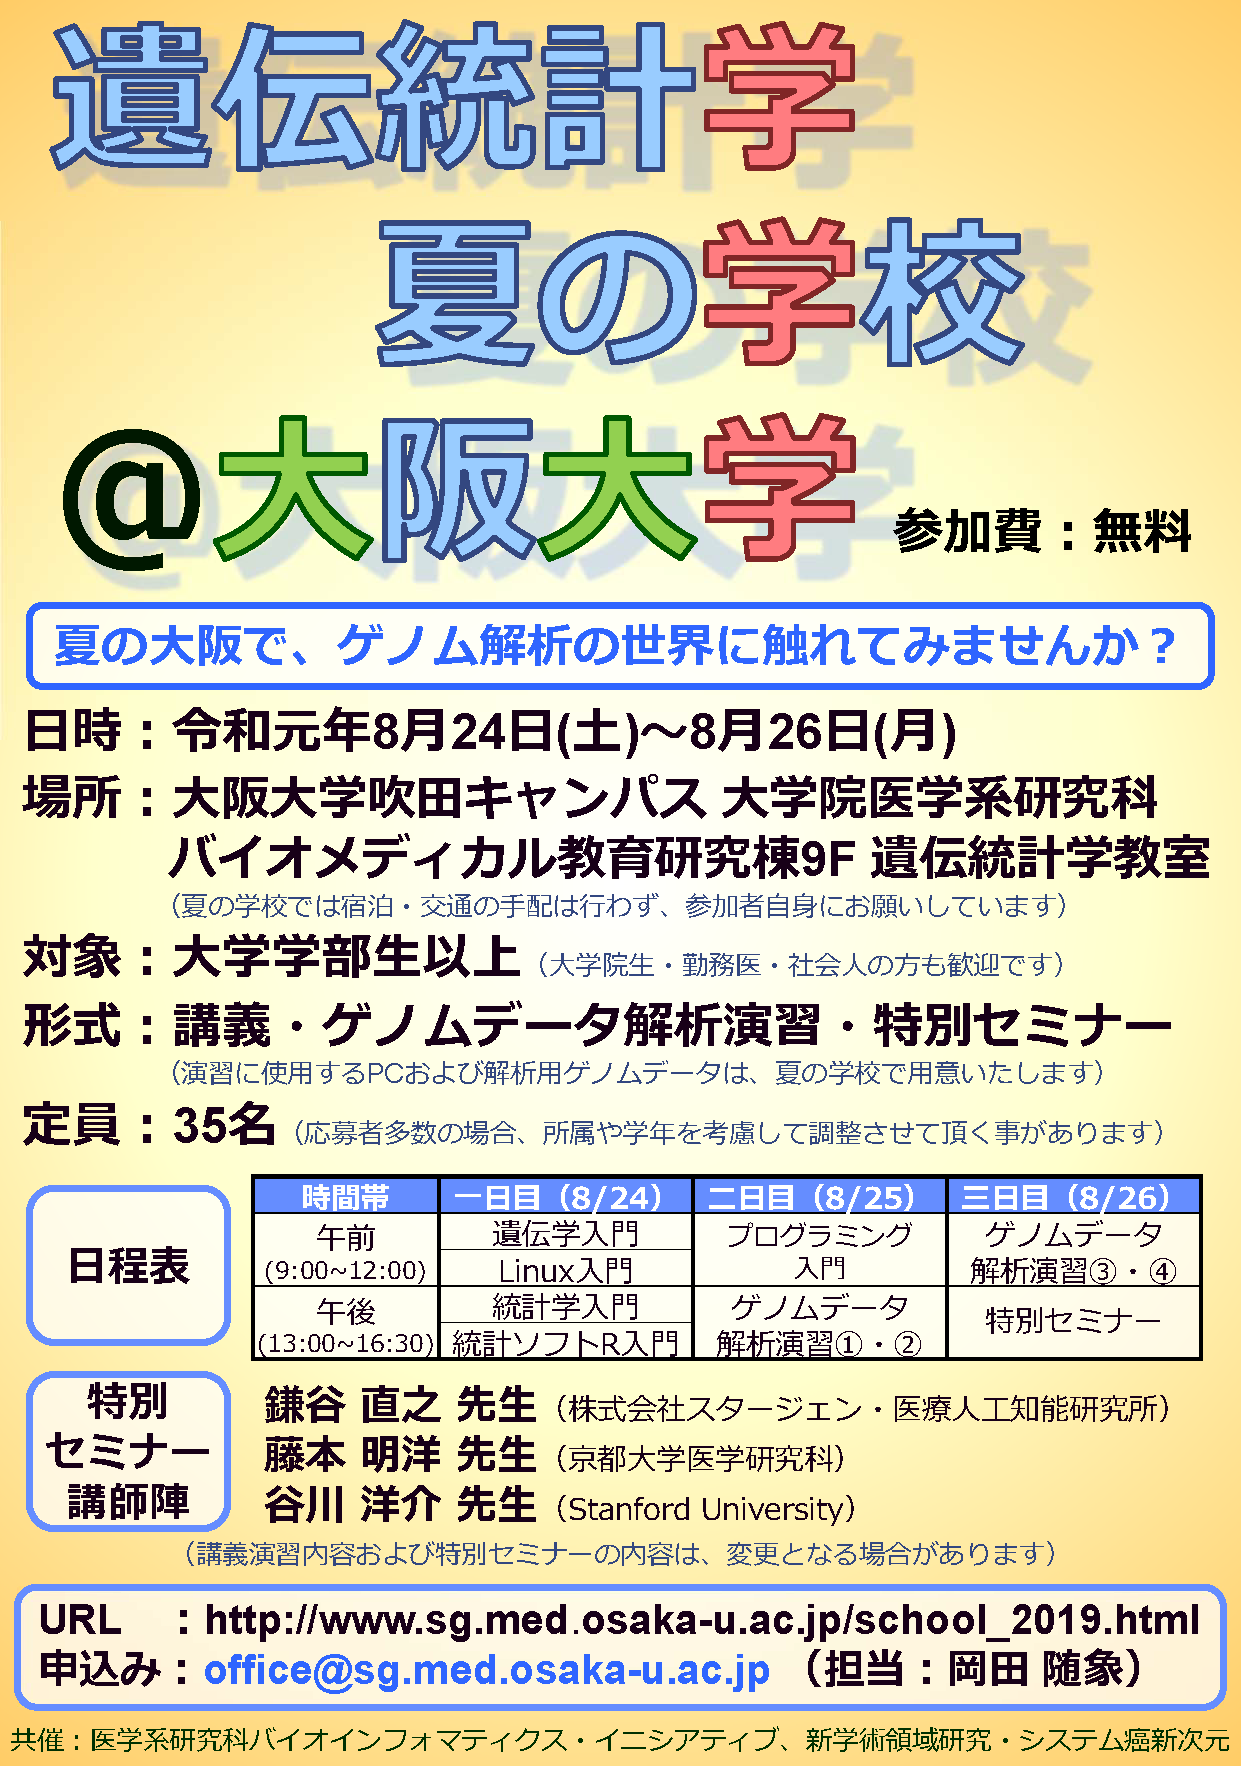 遺伝統計学
夏の学校
@大阪大学
参加費：無料
夏の大阪で、ゲノム解析の世界に触れてみませんか？
日時：令和元年8月24日(土)～8月26日(月)
場所：大阪大学吹田キャンパス 大学院医学系研究科
バイオメディカル教育研究棟9F 遺伝統計学教室
（夏の学校では宿泊・交通の手配は行わず、参加者自身にお願いしています）
対象：大学学部生以上（大学院生・勤務医・社会人の方も歓迎です）
形式：講義・ゲノムデータ解析演習・特別セミナー
（演習に使用するPCおよび解析用ゲノムデータは、夏の学校で用意いたします）
定員：35名（応募者多数の場合、所属や学年を考慮して調整させて頂く事があります）
日程表
時間帯 一日目（8/24） 二日目（8/25） 三日目（8/26）
午前 遺伝学入門 プログラミング ゲノムデータ
(9:00~12:00) Linux入門 入門 解析演習③・④
午後 統計学入門 ゲノムデータ 特別セミナー
(13:00~16:30) 統計ソフトR入門 解析演習①・②
特別
セミナー
講師陣
鎌谷 直之 先生（株式会社スタージェン・医療人工知能研究所）
藤本 明洋 先生（京都大学医学研究科）
谷川 洋介 先生（Stanford University）
（講義演習内容および特別セミナーの内容は、変更となる場合があります）
URL ：http://www.sg.med.osaka-u.ac.jp/school_2019.html
申込み：office@sg.med.osaka-u.ac.jp （担当：岡田 随象）
共催：医学系研究科バイオインフォマティクス・イニシアティブ、新学術領域研究・システム癌新次元